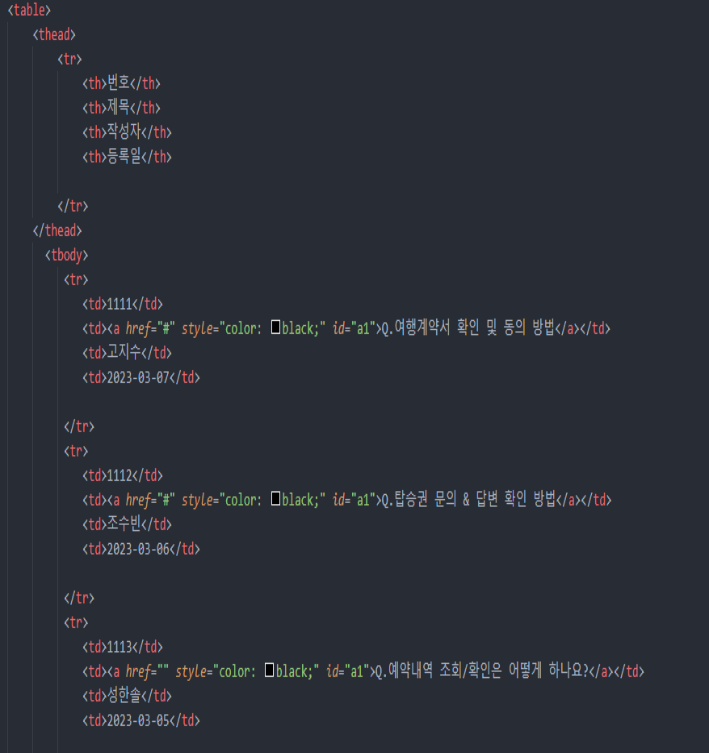 <table>
<thead>
<tr>
<th>번호</th>
<th>제목</th>
<th>작성자</th>
<th>등록일</th>
</tr>
</thead>
<tbody>
<tr>
<td>1111</td>
<td><a href="#" style="color: black;" id="a1">Q.여행계약서 확인 및 동의 방법</a></td>
<td>고지수</td>
<td>2023-03-07</td>
</tr>
<tr>
<td>1112</td>
<td><a href="#" style="color: black;" id="a1">Q.탑승권 문의 & 답변 확인 방법</a></td>
<td>조수빈</td>
<td>2023-03-06</td>
</tr>
<tr>
<td>1113</td>
<td><a href="" style="color: black;" id="a1">Q.예약내역 조회/확인은 어떻게 하나요?</a></td>
<td>성한솔</td>
<td>2023-03-05</td>